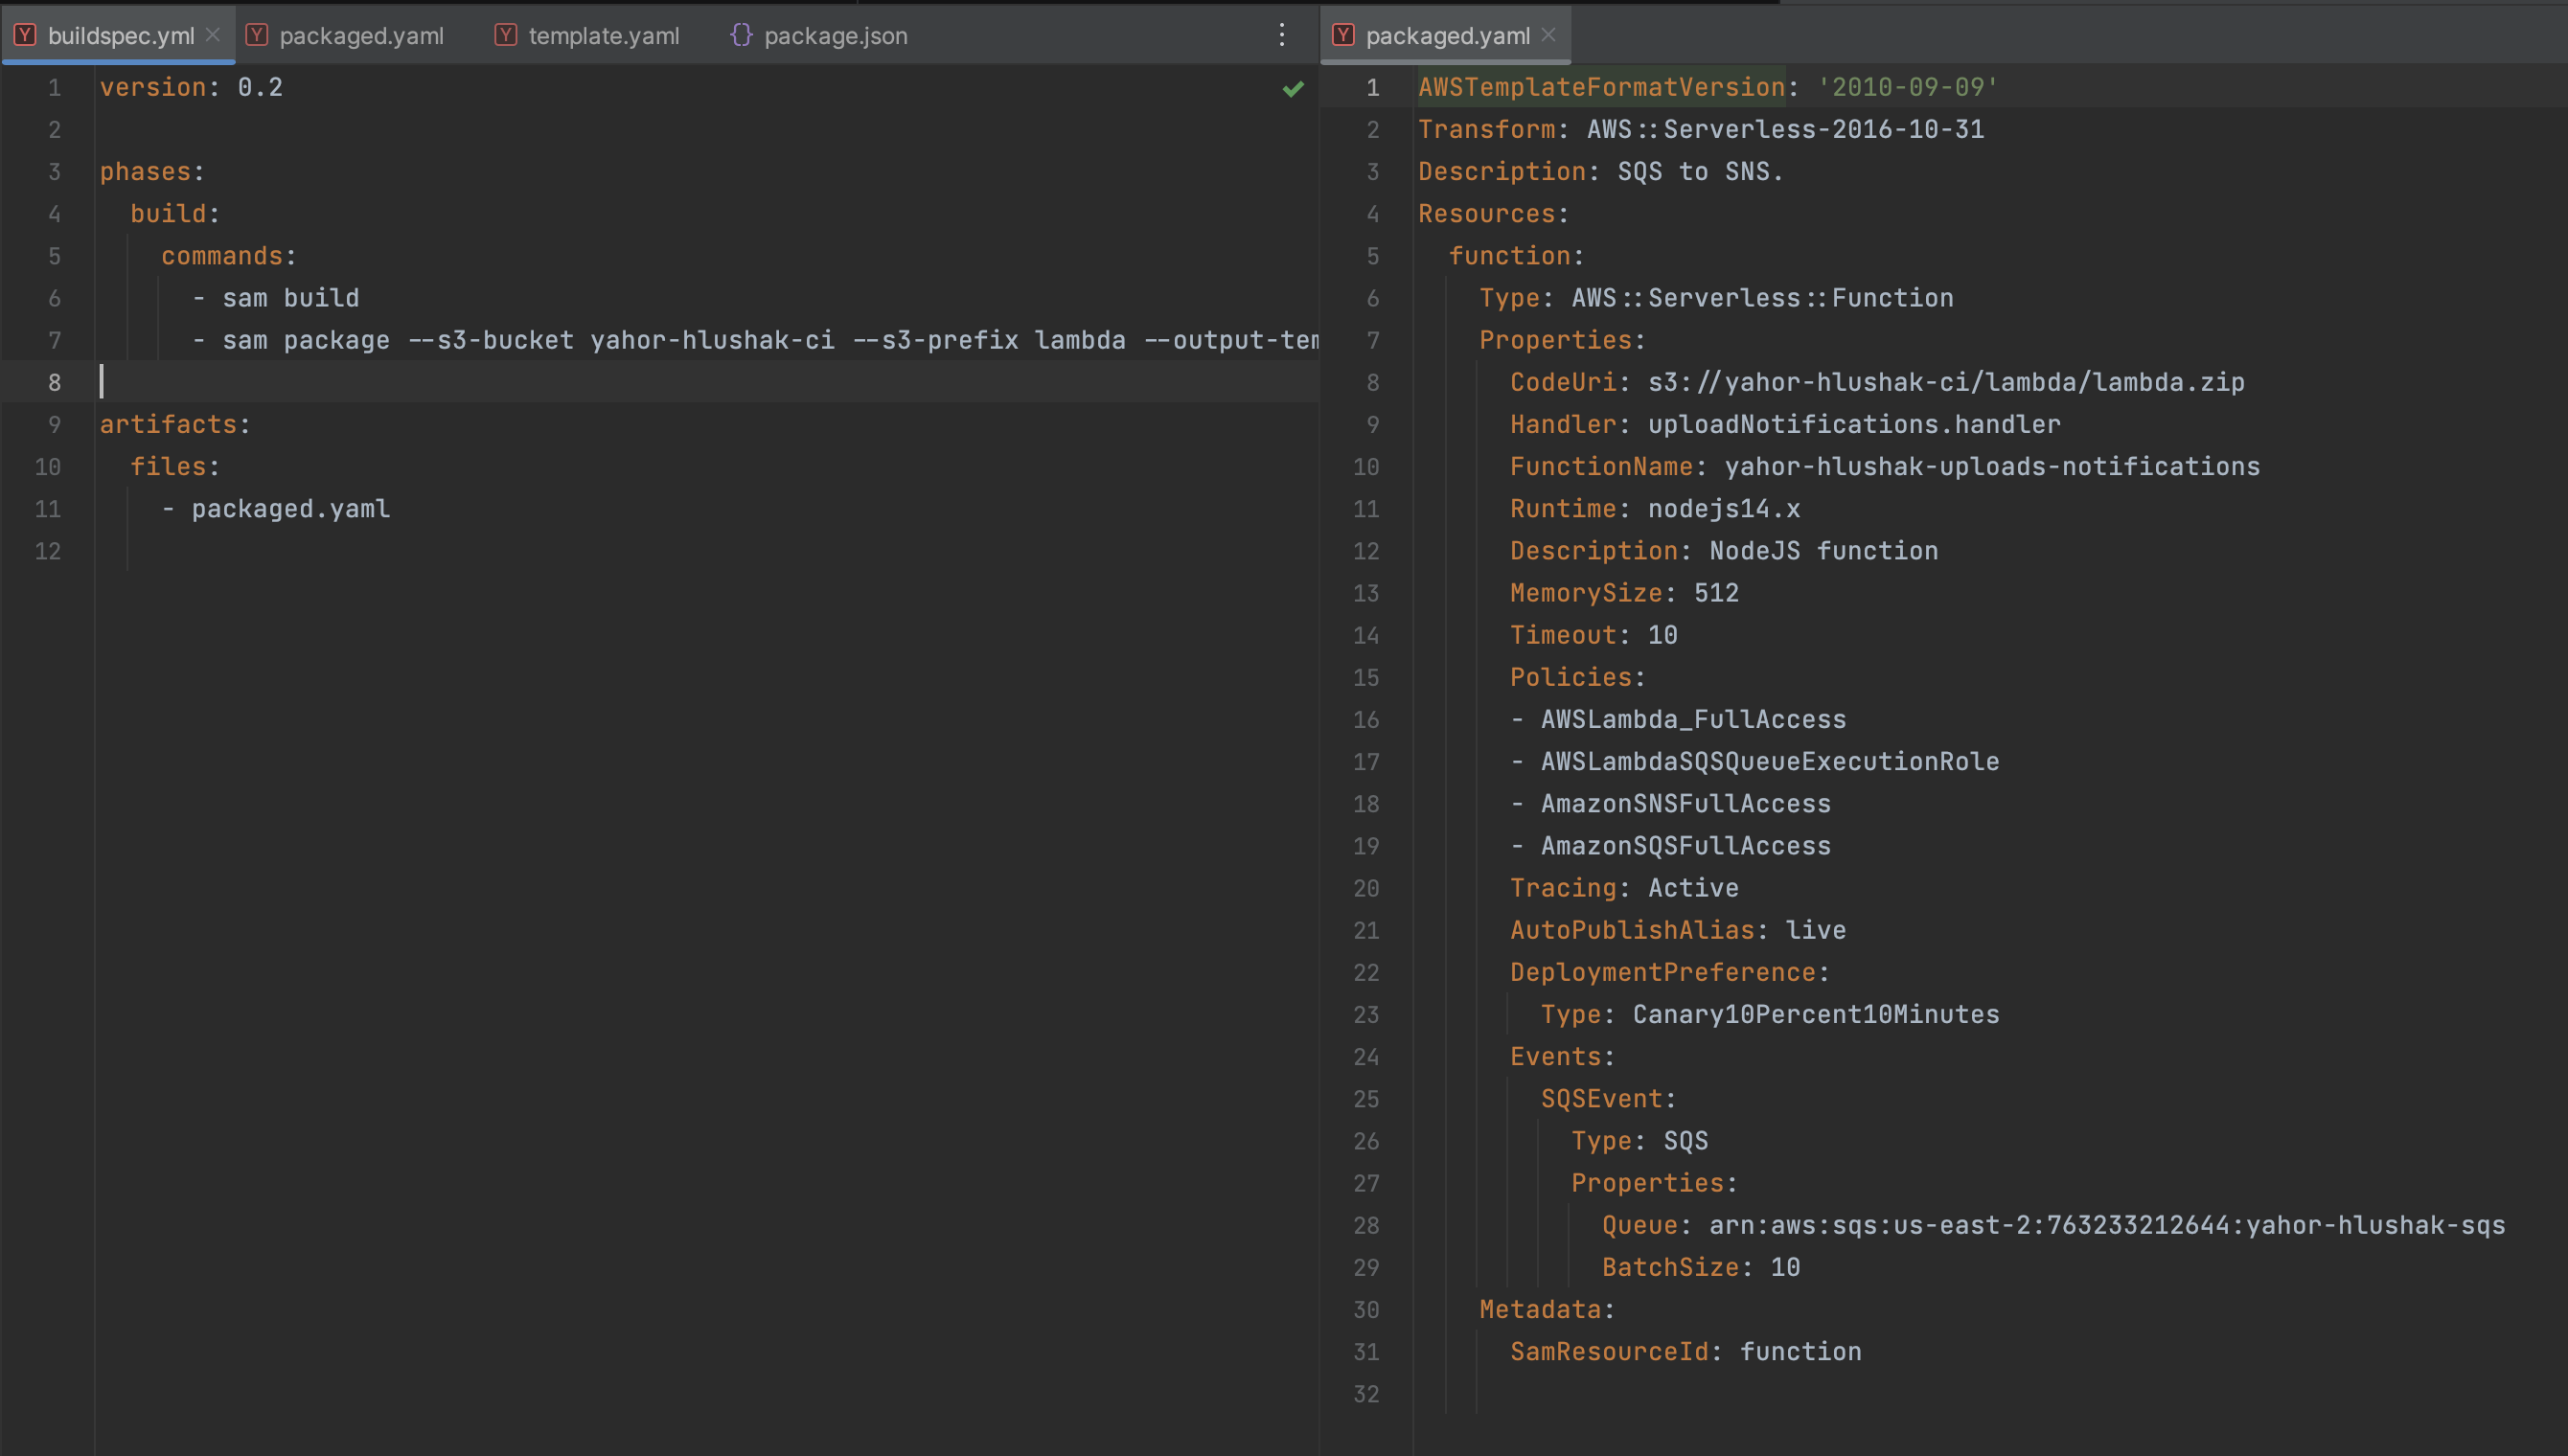 buildspec.yml packaged.yaml template.yaml package.json
1 version: 0.2
2
3 phases:
4 build:
5 commands:
6 - sam build
7 - sam package --s3-bucket yahor-hlushak-ci --s3-prefix lambda --output-tem
8
9 artifacts:
10 files:
11 - packaged.yaml
12
packaged.yaml
1 AWSTemplateFormatVersion: '2010-09-09'
2 Transform: AWS::Serverless-2016-10-31
3 Description: SQS to SNS.
4 Resources:
5 function:
6 Type: AWS::Serverless::Function
7 Properties:
8 CodeUri: s3://yahor-hlushak-ci/lambda/lambda.zip
9 Handler: uploadNotifications.handler
10 FunctionName: yahor-hlushak-uploads-notifications
11 Runtime: nodejs14.x
12 Description: NodeJS function
13 MemorySize: 512
14 Timeout: 10
15 Policies:
16 - AWSLambda_FullAccess
17 - AWSLambdaSQSQueueExecutionRole
18 - AmazonSNSFullAccess
19 - AmazonSQSFullAccess
20 Tracing: Active
21 AutoPublishAlias: live
22 DeploymentPreference:
23 Type: Canary10Percent10Minutes
24 Events:
25 SQSEvent:
26 Type: SQS
27 Properties:
28 Queue: arn:aws:sqs:us-east-2:763233212644:yahor-hlushak-sqs
29 BatchSize: 10
30 Metadata:
31 SamResourceId: function
32